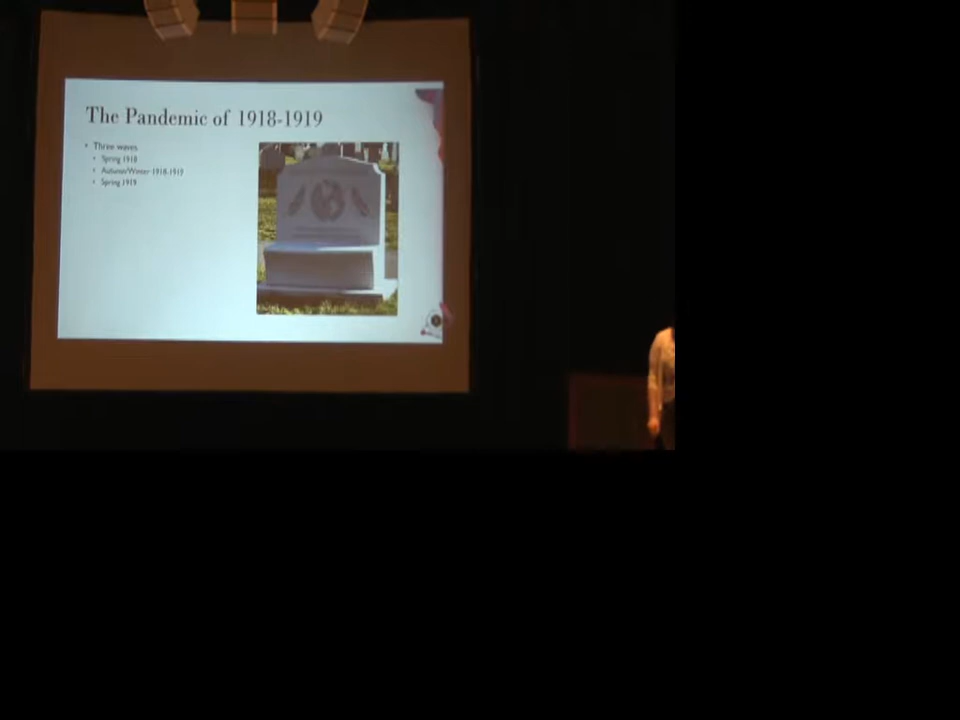 The Pandemic of 1918-1919
• Three waves
• Spring 1918
• Autumn/Winter 1918-1919
• Spring 1919